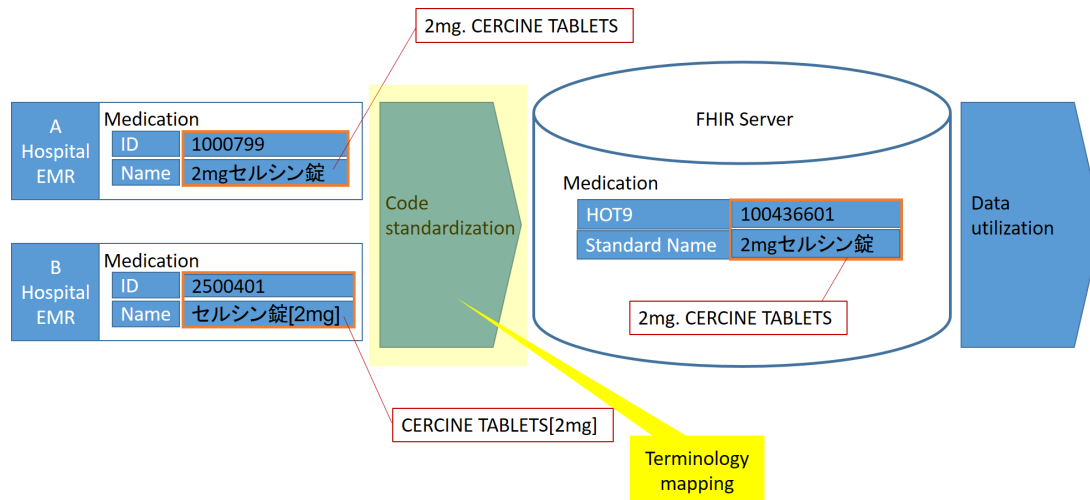 2mg. CERCINE TABLETS
A
Hospital
EMR
Medication
ID 1000799
Name 2mgセルシン錠
B
Hospital
EMR
Medication
ID 2500401
Name セルシン錠[2mg]
CERCINE TABLETS[2mg]
Code
standardization
Terminology
mapping
FHIR Server
Medication
HOT9 100436601
Standard Name 2mgセルシン錠
2mg. CERCINE TABLETS
Data
utilization